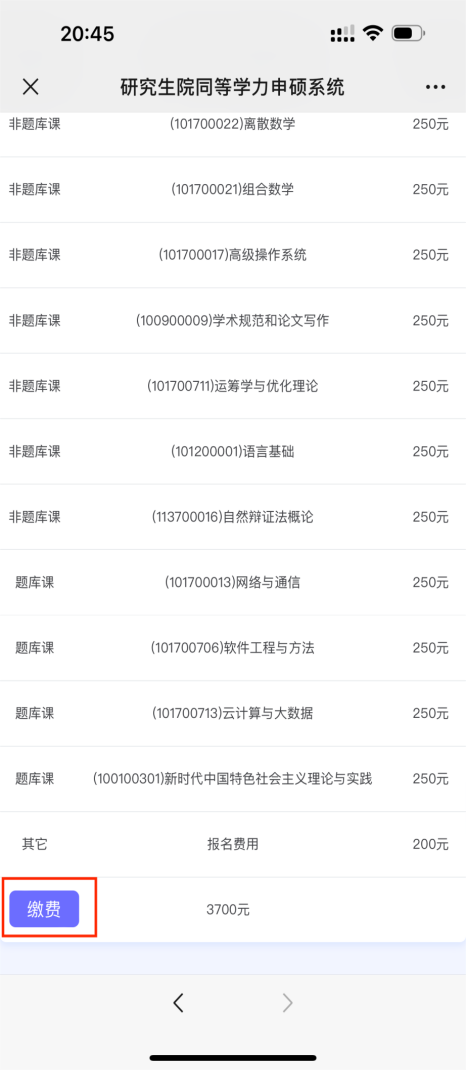 20:45
研究生院同等学力申硕系统
非题库课 (101700022)离散数学 250元
非题库课 (101700021)组合数学 250元
非题库课 (101700017)高级操作系统 250元
非题库课 (100900009)学术规范和论文写作 250元
非题库课 (101700711)运筹学与优化理论 250元
非题库课 (101200001)语言基础 250元
非题库课 (113700016)自然辩证法概论 250元
题库课 (101700013)网络与通信 250元
题库课 (101700706)软件工程与方法 250元
题库课 (101700713)云计算与大数据 250元
题库课 (100100301)新时代中国特色社会主义理论与实践 250元
其它 报名费用 200元
缴费 3700元